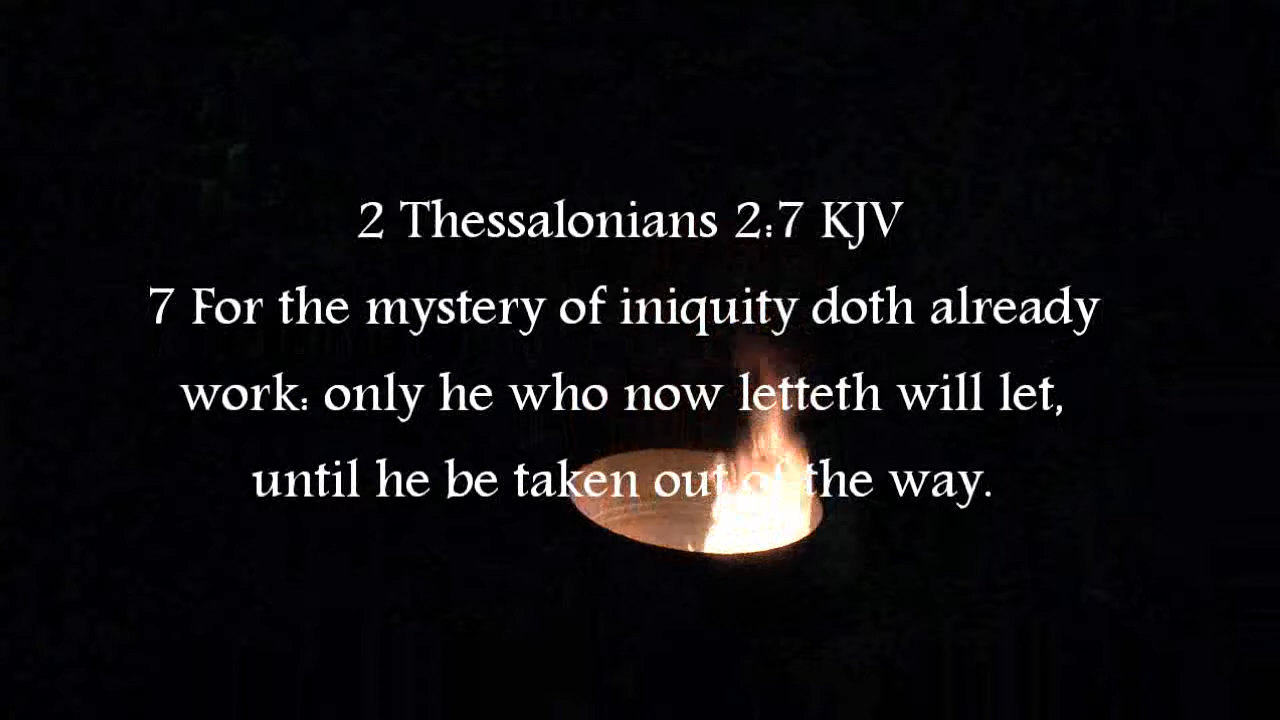 2 Thessalonians 2:7 KJV
7 For the mystery of iniquity doth already
work: only he who now letteth will let,
until he be taken out of the way.